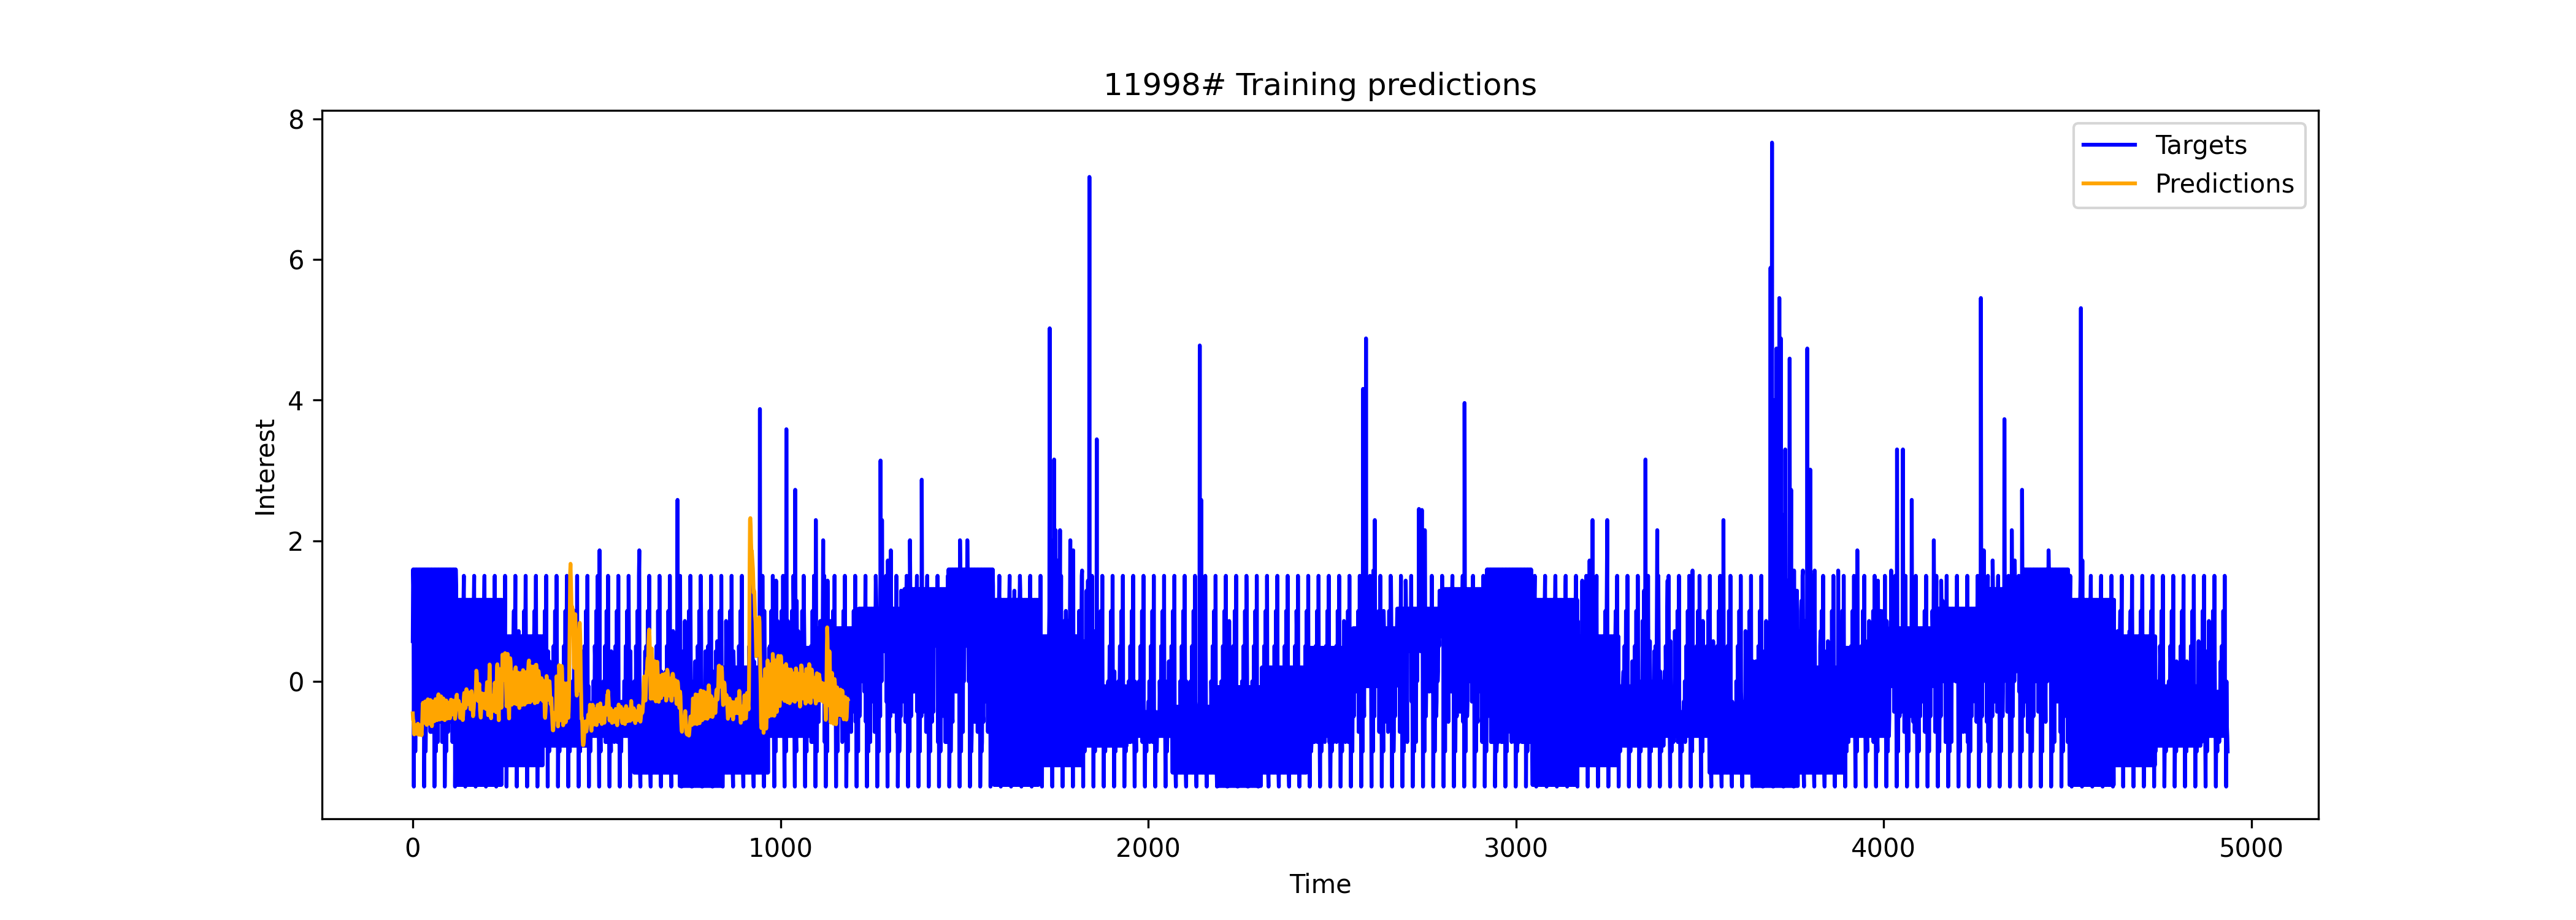 11998# Training predictions
8
6
4
2
0
Interest
Targets
Predictions
0 1000 2000 3000 4000 5000
Time